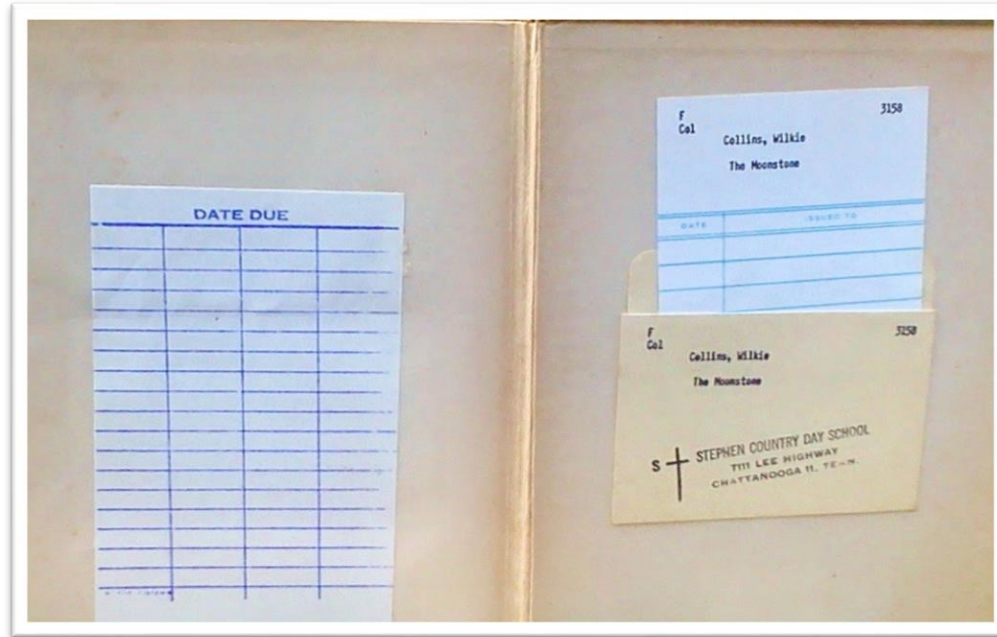 DATE DUE
F
3158
Col
Collins, Wilkie
The Moonstone
DATE
ISSUED TO
F
3158
Col
Collins, Wilkie
The Moonstone
S STEPHEN COUNTRY DAY SCHOOL
7111 LEE HIGHWAY
CHATTANOOGA 11, TENN.